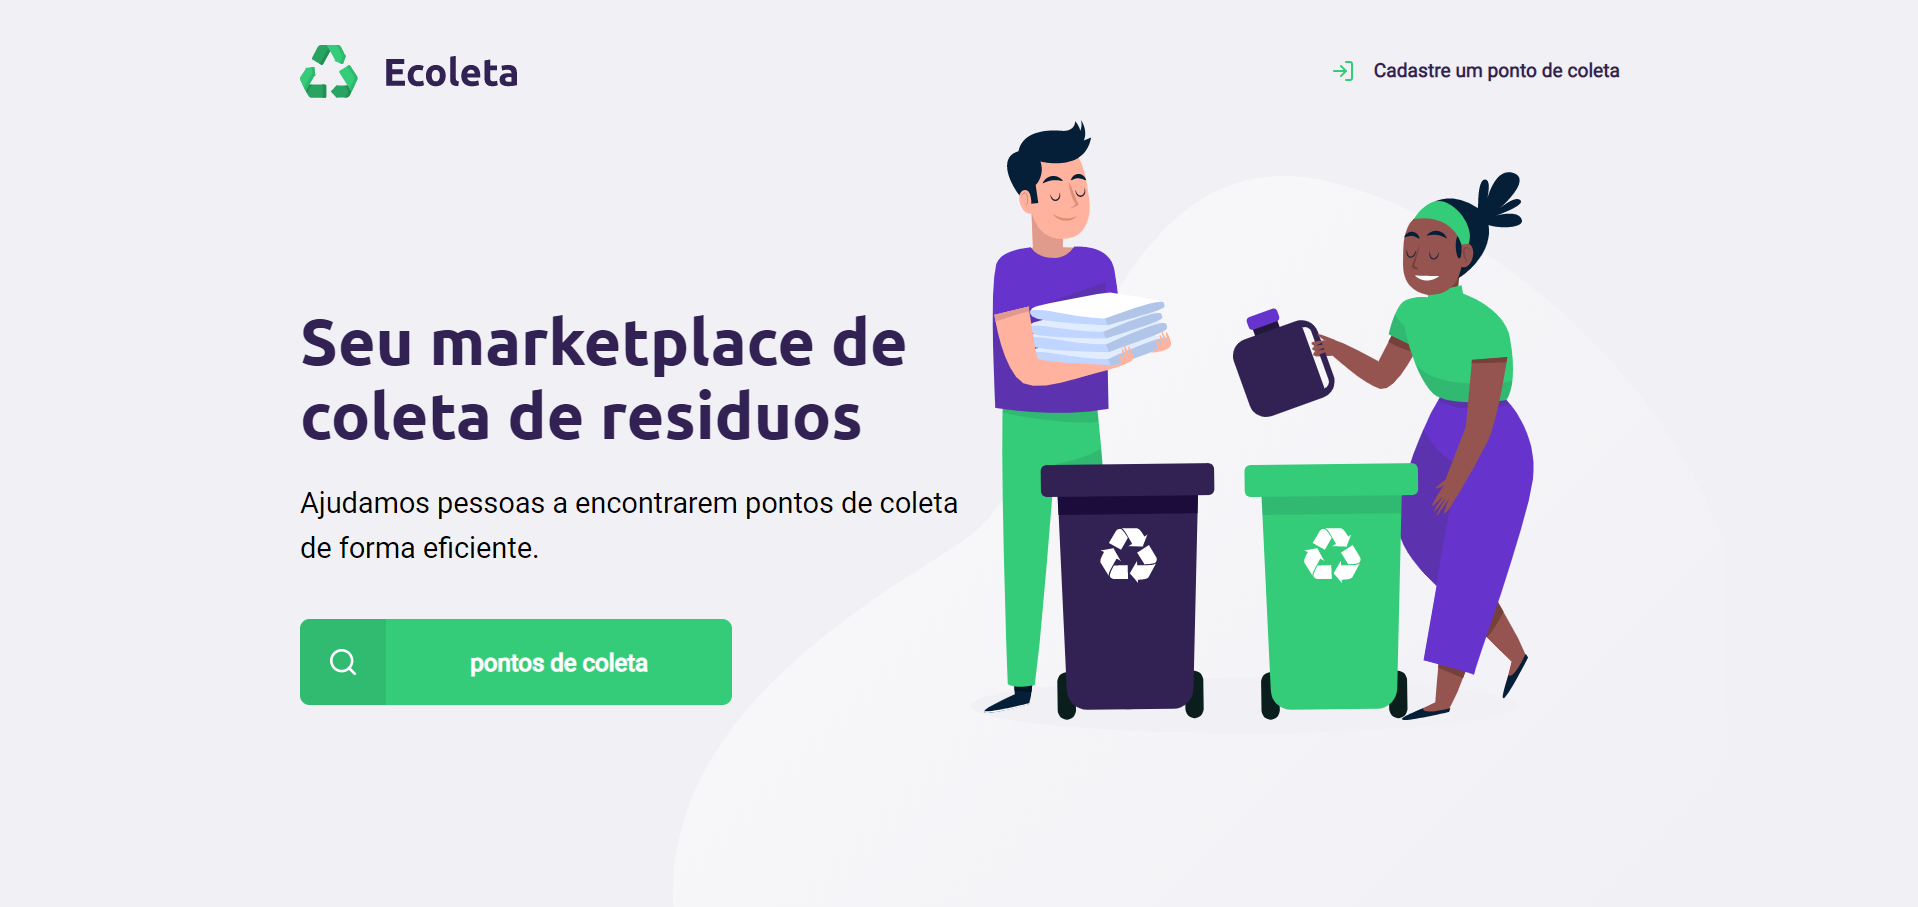 Ecoleta
Cadastre um ponto de coleta
Seu marketplace de
coleta de residuos
Ajudamos pessoas a encontrarem pontos de coleta
de forma eficiente.
pontos de coleta